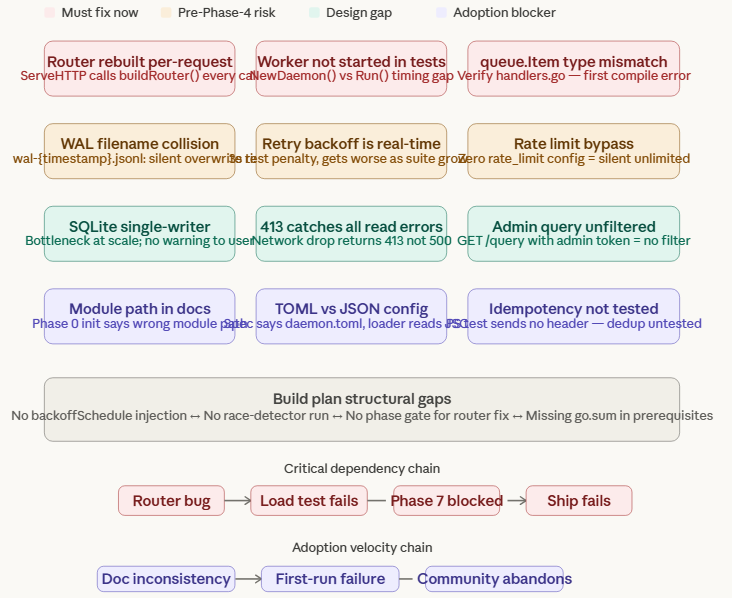 Must fix now
Pre-Phase-4 risk
Design gap
Adoption blocker
Router rebuilt per-request
ServeHTTP calls buildRouter() every
Worker not started in tests
NewDaemon() vs Run() timing gap
queue.Item type mismatch
Verify handlers.go — first compile error
WAL filename collision
wal-{timestamp}.jsonl: silent overwrite
Retry backoff is real-time
test penalty, gets worse as suite
Rate limit bypass
Zero rate_limit config = silent unlimited
SQLite single-writer
Bottleneck at scale; no warning to user
413 catches all read errors
Network drop returns 413 not 500
Admin query unfiltered
GET /query with admin token = no filter
Module path in docs
Phase 0 init says wrong module path
TOML vs JSON config
Spec says daemon.toml, loader reads
Idempotency not tested
test sends no header — dedup untested
Build plan structural gaps
No backoffSchedule injection ↔ No race-detector run ↔ No phase gate for router fix ↔ Missing go.sum in prerequisites
Critical dependency chain
Router bug
Load test fails
Phase 7 blocked
Ship fails
Adoption velocity chain
Doc inconsistency
First-run failure
Community abandons